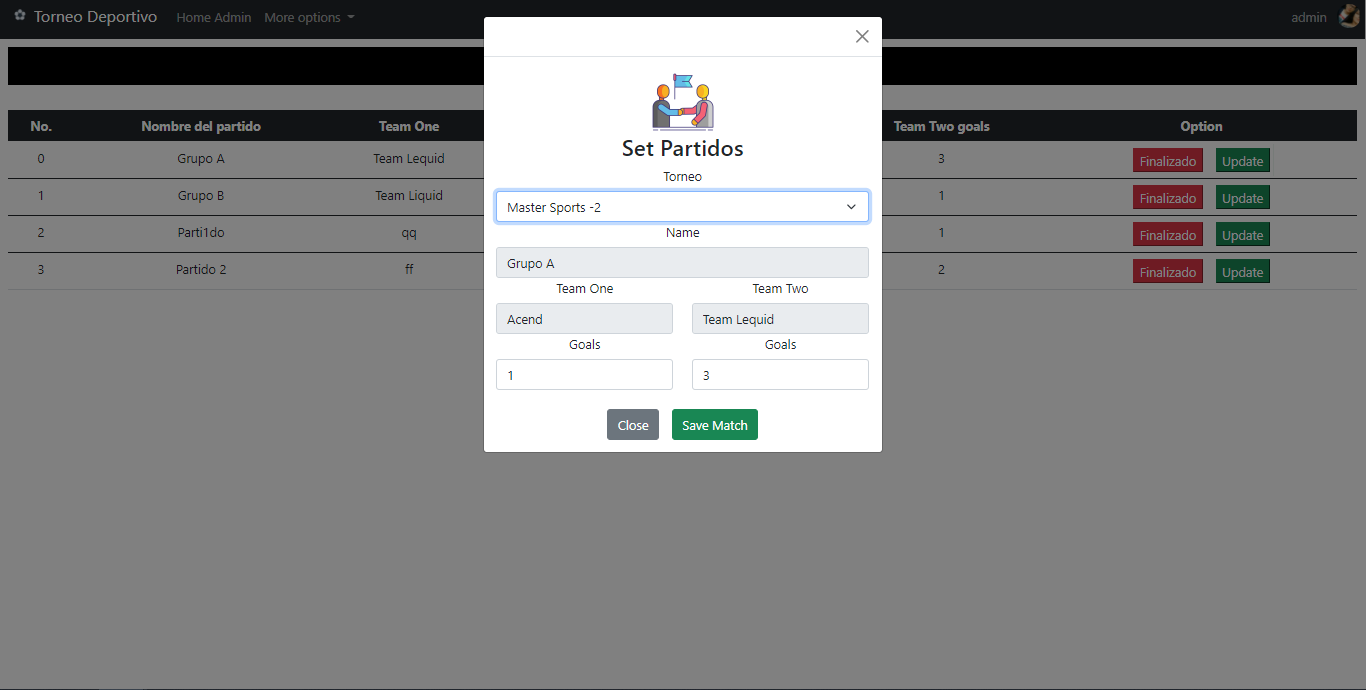 Torneo Deportivo Home Admin More options admin
No. Nombre del partido Team One Team Two goals Option
0 Grupo A Team Lequid 3 Finalizado Update
1 Grupo B Team Liquid 1 Finalizado Update
2 Parti1do qq 1 Finalizado Update
3 Partido 2 ff 2 Finalizado Update
Set Partidos
Torneo
Master Sports -2
Name
Grupo A
Team One Team Two
Acend Team Lequid
Goals Goals
1 3
Close Save Match